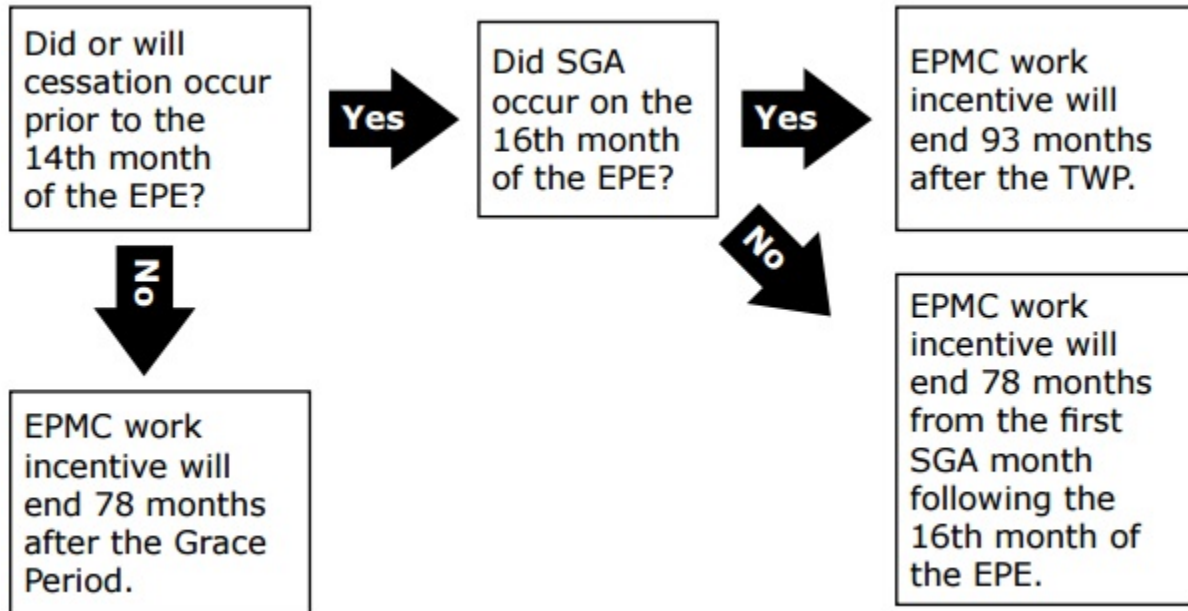 Did or will
cessation occur
prior to the
14th month
of the EPE?
Yes
Did SGA
occur on the
16th month
of the EPE?
Yes
EPMC work
incentive will
end 93 months
after the TWP.
No
No
EPMC work
incentive will
end 78 months
from the first
SGA month
following the
16th month of
the EPE.
EPMC work
incentive will
end 78 months
after the Grace
Period.